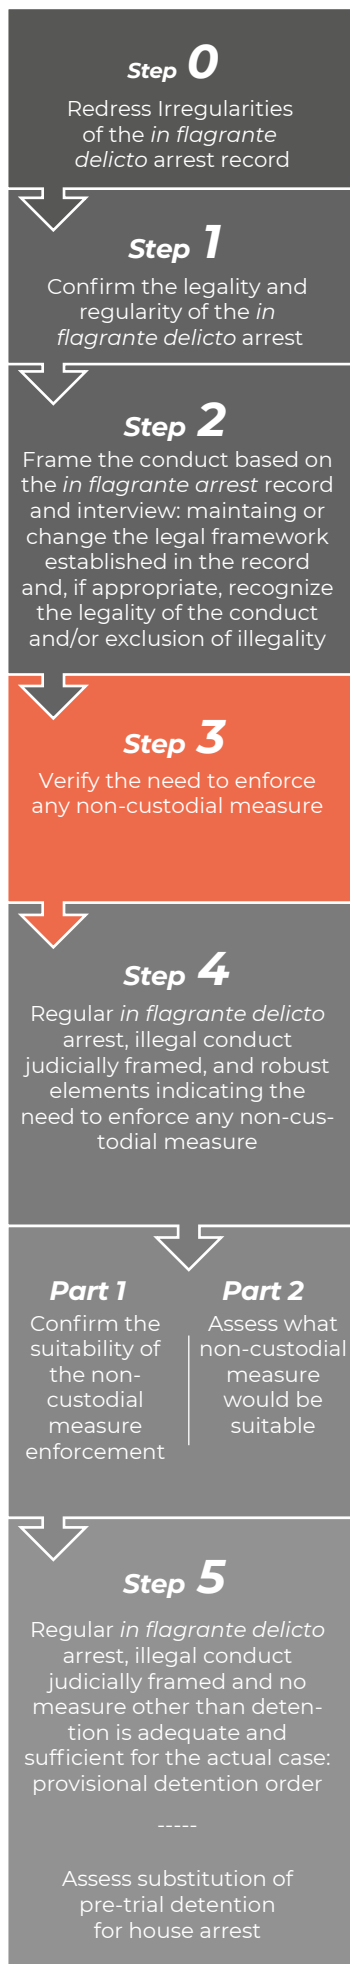 Step 0
Redress Irregularities
of the in flagrante
delicto arrest record
Step 1
Confirm the legality and
regularity of the in
flagrante delicto arrest
Step 2
Frame the conduct based on
the in flagrante arrest record
and interview: maintaing or
change the legal framework
established in the record
and, if appropriate, recognize
the legality of the conduct
and/or exclusion of illegality
Step 3
Verify the need to enforce
any non-custodial measure
Step 4
Regular in flagrante delicto
arrest, illegal conduct
judicially framed, and robust
elements indicating the
need to enforce any non-cus-
todial measure
Part 1
Confirm the
suitability of
the non-
custodial
measure
enforcement
Part 2
Assess what
non-custodial
measure
would be
suitable
Step 5
Regular in flagrante delicto
arrest, illegal conduct
judicially framed and no
measure other than deten-
tion is adequate and
sufficient for the actual case:
provisional detention order
-----
Assess substitution of
pre-trial detention
for house arrest